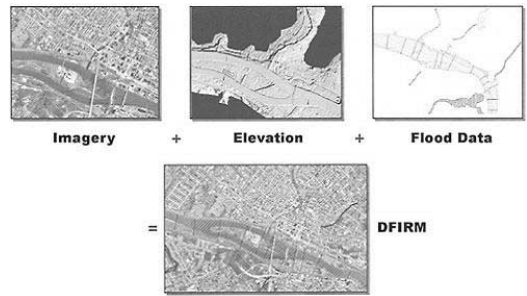 Imagery + Elevation + Flood Data
= DFIRM